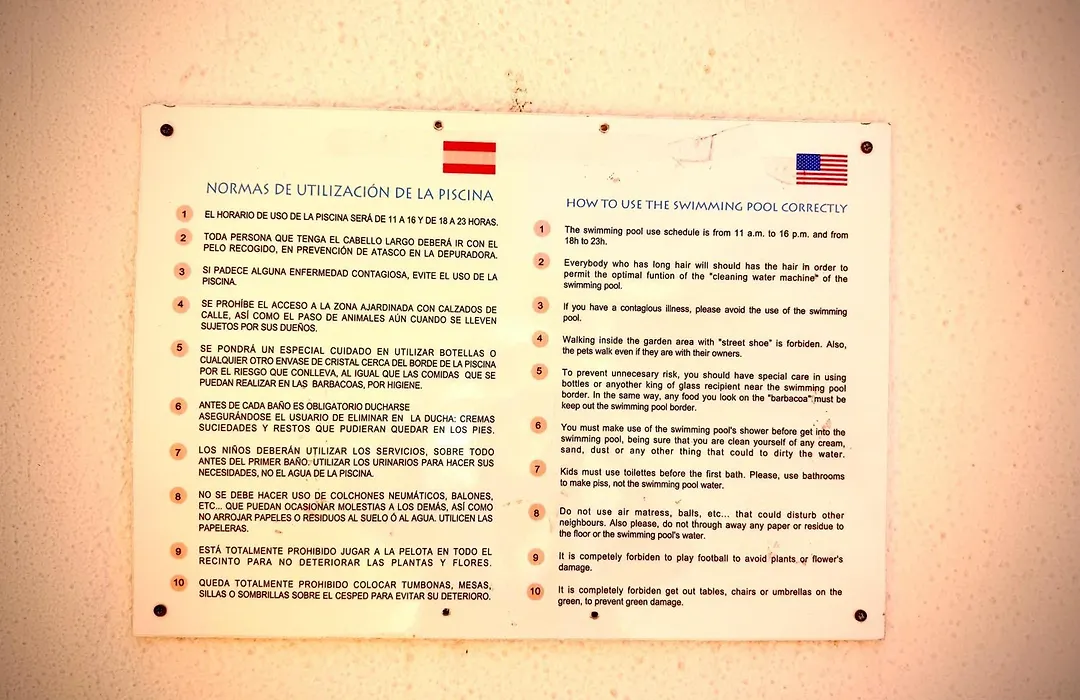 NORMAS DE UTILIZACIÓN DE LA PISCINA
1 EL HORARIO DE USO DE LA PISCINA SERÁ DE 11 A 16 Y DE 18 A 23 HORAS.
2 TODA PERSONA QUE TENGA EL CABELLO LARGO DEBERÁ IR CON EL
PELO RECOGIDO, EN PREVENCIÓN DE ATASCO EN LA DEPURADORA.
3 SI PADECE ALGUNA ENFERMEDAD CONTAGIOSA, EVITE EL USO DE LA
PISCINA.
4 SE PROHÍBE EL ACCESO A LA ZONA AJARDINADA CON CALZADOS DE
CALLE, ASÍ COMO EL PASO DE ANIMALES AÚN CUANDO SE LLEVEN
SUJETOS POR SUS DUEÑOS.
5 SE PONDRÁ UN ESPECIAL CUIDADO EN UTILIZAR BOTELLAS O
CUALQUIER OTRO ENVASE DE CRISTAL CERCA DEL BORDE DE LA PISCINA
POR EL RIESGO QUE CONLLEVA, AL IGUAL QUE LAS COMIDAS QUE SE
PUEDAN REALIZAR EN LAS BARBACOAS, POR HIGIENE.
6 ANTES DE CADA BAÑO ES OBLIGATORIO DUCHARSE
ASEGURÁNDOSE EL USUARIO DE ELIMINAR EN LA DUCHA: CREMAS
SUCIEDADES Y RESTOS QUE PUDIERAN QUEDAR EN LOS PIES.
7 LOS NIÑOS DEBERÁN UTILIZAR LOS SERVICIOS, SOBRE TODO
ANTES DEL PRIMER BAÑO. UTILIZAR LOS URINARIOS PARA HACER SUS
NECESIDADES, NO EL AGUA DE LA PISCINA.
8 NO SE DEBE HACER USO DE COLCHONES NEUMÁTICOS, BALONES,
ETC... QUE PUEDAN OCASIONAR MOLESTIAS A LOS DEMÁS, ASÍ COMO
NO ARROJAR PAPELES O RESIDUOS AL SUELO Ó AL AGUA. UTILICEN LAS
PAPELERAS.
9 ESTÁ TOTALMENTE PROHIBIDO JUGAR A LA PELOTA EN TODO EL
RECINTO PARA NO DETERIORAR LAS PLANTAS Y FLORES.
10 QUEDA TOTALMENTE PROHIBIDO COLOCAR TUMBONAS, MESAS,
SILLAS O SOMBRILLAS SOBRE EL CESPED PARA EVITAR SU DETERIORO.
HOW TO USE THE SWIMMING POOL CORRECTLY
1 The swimming pool use schedule is from 11 a.m. to 16 p.m. and from
18h to 23h.
2 Everybody who has long hair will should has the hair in order to
permit the optimal funtion of the "cleaning water machine" of the
swimming pool.
3 If you have a contagious illness, please avoid the use of the swimming
pool.
4 Walking inside the garden area with "street shoe" is forbiden. Also,
the pets walk even if they are with their owners.
5 To prevent unnecesary risk, you should have special care in using
bottles or anyother king of glass recipient near the swimming pool
border. In the same way, any food you look on the "barbacoa" must be
keep out the swimming pool border.
6 You must make use of the swimming pool's shower before get into the
swimming pool, being sure that you are clean yourself of any cream,
sand, dust or any other thing that could to dirty the water.
7 Kids must use toilettes before the first bath. Please, use bathrooms
to make piss, not the swimming pool water.
8 Do not use air matress, balls, etc... that could disturb other
neighbours. Also please, do not through away any paper or residue to
the floor or the swimming pool's water.
9 It is competely forbiden to play football to avoid plants or flower's
damage.
10 It is completely forbiden get out tables, chairs or umbrellas on the
green, to prevent green damage.